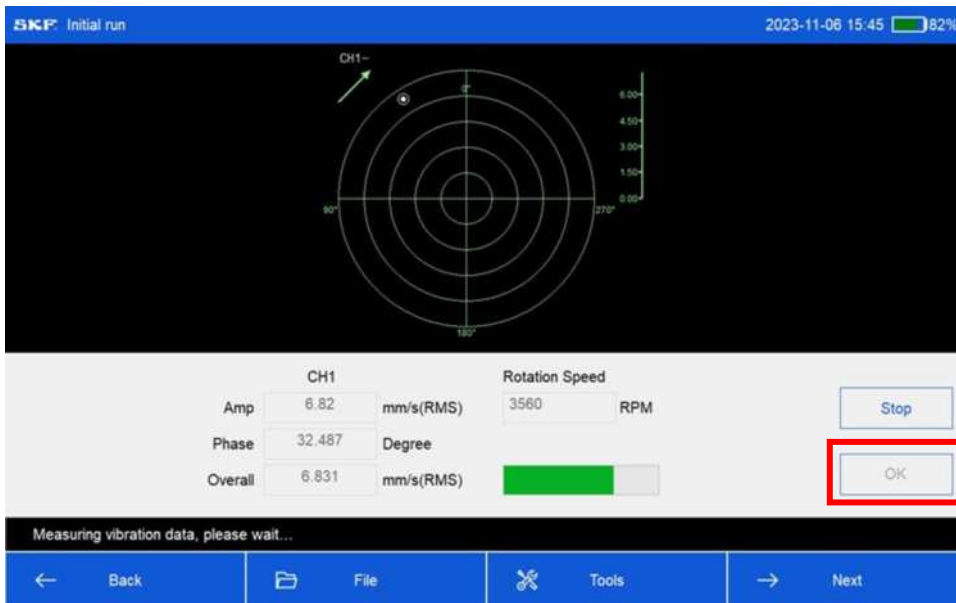 SKF. Initial run
2023-11-06 15:45 82%
CH1~
0°
6.00
4.50
3.00
1.50
0.00
90°
270°
180°
CH1 Rotation Speed
Amp 6.82 mm/s(RMS) 3560 RPM
Stop
Phase 32.487 Degree
OK
Overall 6.831 mm/s(RMS)
Measuring vibration data, please wait...
Back File Tools Next